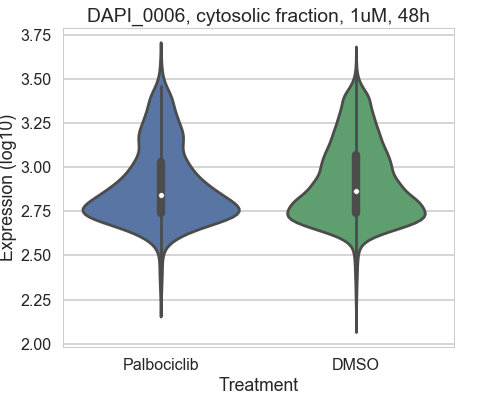 DAPI_0006, cytosolic fraction, 1uM, 48h
3.75
3.50
3.25
3.00
2.75
2.50
2.25
2.00
Expression (log10)
Palbociclib
DMSO
Treatment